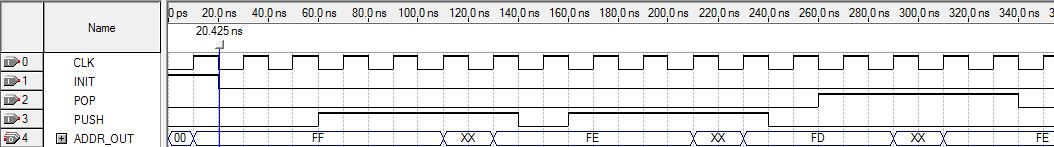 Name
0 ps 20.0 ns 40.0 ns 60.0 ns 80.0 ns 100.0 ns 120.0 ns 140.0 ns 160.0 ns 180.0 ns 200.0 ns 220.0 ns 240.0 ns 260.0 ns 280.0 ns 300.0 ns 320.0 ns 340.0 ns 3
20.425 ns
0 CLK
1 INIT
2 POP
3 PUSH
4 ADDR_OUT 00 FF XX FE XX FD XX FE